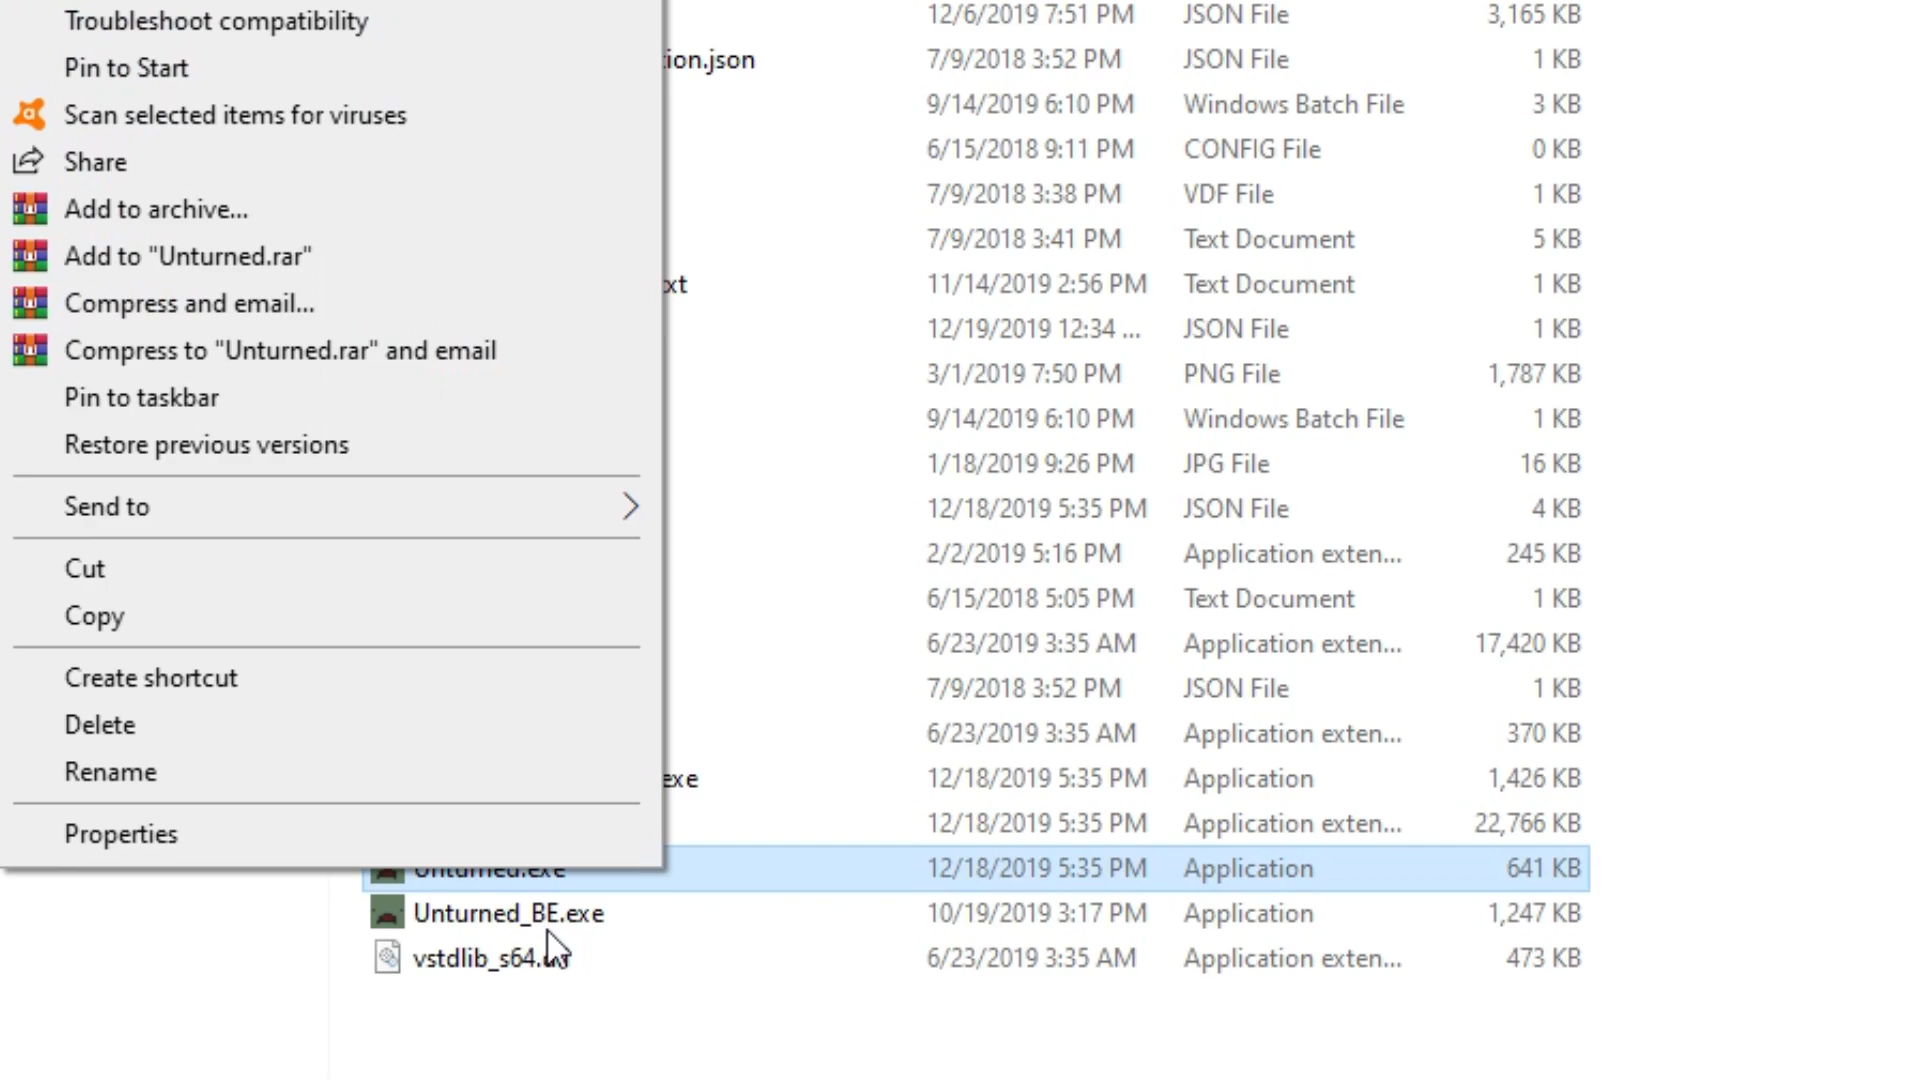 Troubleshoot compatibility
Pin to Start
Scan selected items for viruses
Share
Add to archive...
Add to "Unturned.rar"
Compress and email...
Compress to "Unturned.rar" and email
Pin to taskbar
Restore previous versions
Send to
Cut
Copy
Create shortcut
Delete
Rename
Properties
12/6/2019 7:51 PM JSON File 3,165 KB
ion.json 7/9/2018 3:52 PM JSON File 1 KB
9/14/2019 6:10 PM Windows Batch File 3 KB
6/15/2018 9:11 PM CONFIG File 0 KB
7/9/2018 3:38 PM VDF File 1 KB
7/9/2018 3:41 PM Text Document 5 KB
xt 11/14/2019 2:56 PM Text Document 1 KB
12/19/2019 12:34 ... JSON File 1 KB
3/1/2019 7:50 PM PNG File 1,787 KB
9/14/2019 6:10 PM Windows Batch File 1 KB
1/18/2019 9:26 PM JPG File 16 KB
12/18/2019 5:35 PM JSON File 4 KB
2/2/2019 5:16 PM Application exten... 245 KB
6/15/2018 5:05 PM Text Document 1 KB
6/23/2019 3:35 AM Application exten... 17,420 KB
7/9/2018 3:52 PM JSON File 1 KB
6/23/2019 3:35 AM Application exten... 370 KB
exe 12/18/2019 5:35 PM Application 1,426 KB
12/18/2019 5:35 PM Application exten... 22,766 KB
Unturned.exe 12/18/2019 5:35 PM Application 641 KB
Unturned_BE.exe 10/19/2019 3:17 PM Application 1,247 KB
vstdlib_s64. 6/23/2019 3:35 AM Application exten... 473 KB